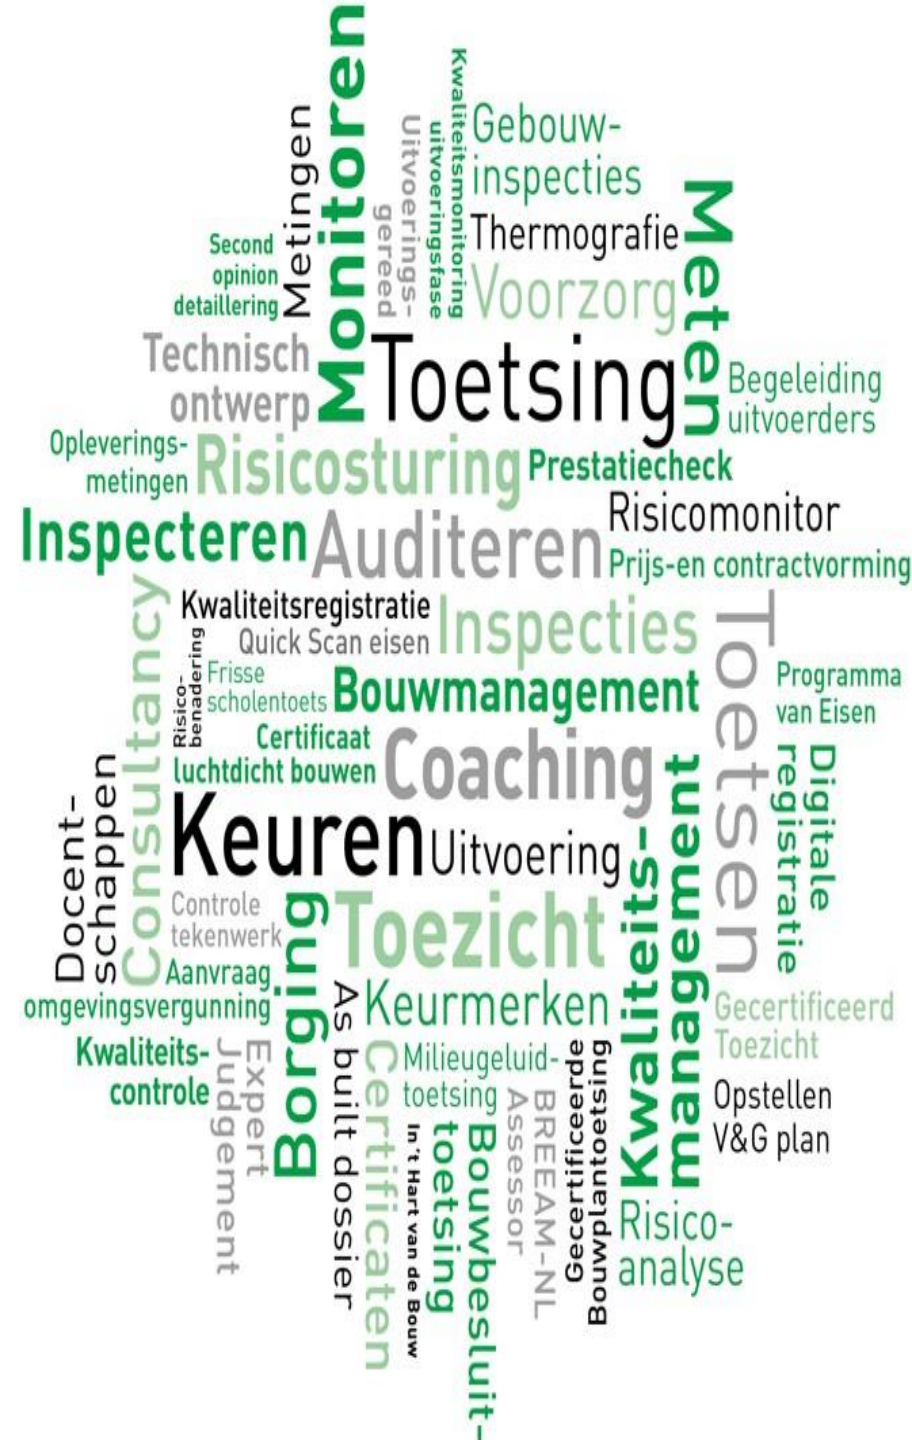 Monitoren
Metingen
Uitvoerings-
gereed
Kwaliteitsmonitoring
uitvoeringsfase
Gebouw-
inspecties
Thermografie
Voorzorg
Meten
Second
opinion
detaillering
Technisch
ontwerp
Toetsing
Begeleiding
uitvoerders
Opleverings-
metingen
Risicosturing
Prestatiecheck
Risicomonitor
Inspecteren
Auditeren
Prijs-en contractvorming
Consultancy
Kwaliteitsregistratie
Quick Scan eisen
Inspecties
Toetsen
Risico-
benadering
Frisse
scholentoets
Bouwmanagement
Programma
van Eisen
Certificaat
luchtdicht bouwen
Coaching
Digitale
registratie
Docent-
schappen
Keuren
Uitvoering
Kwaliteits-
management
Controle
tekenwerk
Borging
Toezicht
Aanvraag
omgevingsvergunning
As built dossier
Keurmerken
Gecertificeerd
Toezicht
Kwaliteits-
controle
Expert
Judgement
Certificaten
Milieugeluid-
toetsing
Opstellen
V&G plan
In 't Hart van de Bouw
Bouwbesluit-
toetsing
BREEAM-NL
Assessor
Gecertificeerde
Bouwplantoetsing
Risico-
analyse